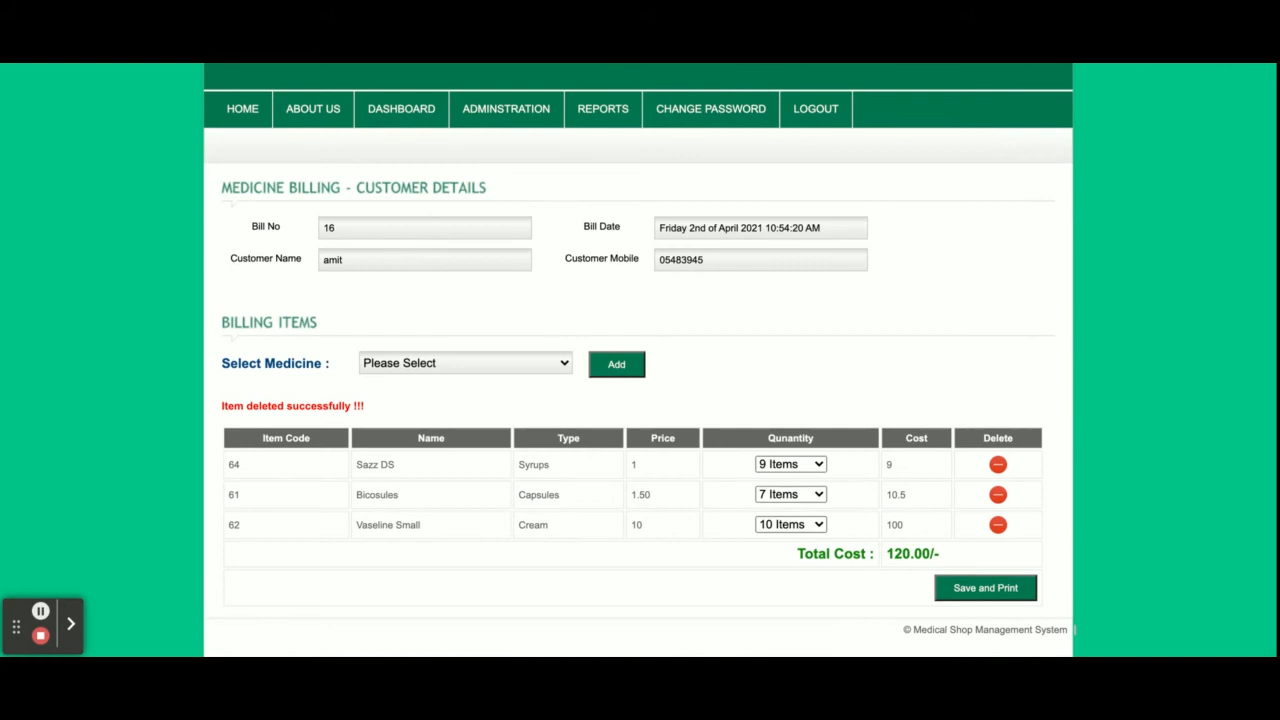 HOME ABOUT US DASHBOARD ADMINSTRATION REPORTS CHANGE PASSWORD LOGOUT
MEDICINE BILLING - CUSTOMER DETAILS
Bill No 16 Bill Date Friday 2nd of April 2021 10:54:20 AM
Customer Name amit Customer Mobile 05483945
BILLING ITEMS
Select Medicine : Please Select Add
Item deleted successfully !!!
Item Code Name Type Price Qunantity Cost Delete
64 Sazz DS Syrups 1 9 Items 9
61 Bicosules Capsules 1.50 7 Items 10.5
62 Vaseline Small Cream 10 10 Items 100
Total Cost : 120.00/-
Save and Print
© Medical Shop Management System